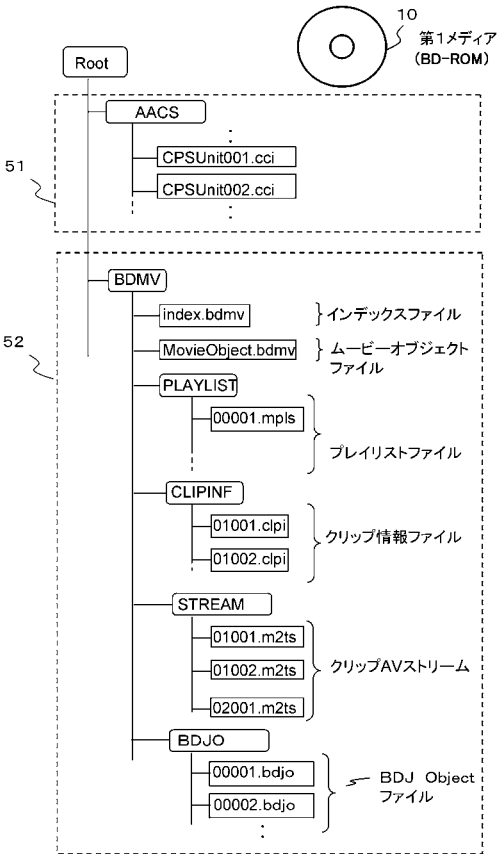 10
第１メディア
(BD-ROM)
Root
51
AACS
CPSUnit001.cci
CPSUnit002.cci
52
BDMV
index.bdmv
インデックスファイル
MovieObject.bdmv
ムービーオブジェクト
ファイル
PLAYLIST
00001.mpls
プレイリストファイル
CLIPINF
01001.clpi
01002.clpi
クリップ情報ファイル
STREAM
01001.m2ts
01002.m2ts
02001.m2ts
クリップAVストリーム
BDJO
00001.bdjo
00002.bdjo
BDJ Object
ファイル